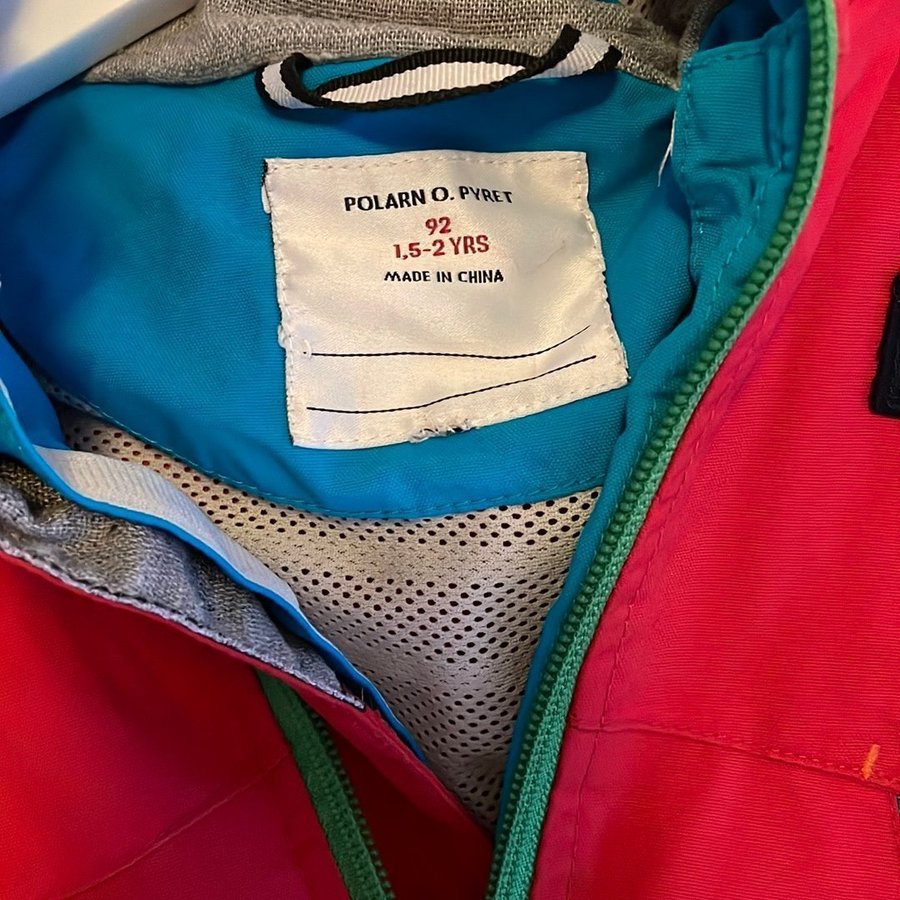 POLARN O. PYRET
92
1,5-2 YRS
MADE IN CHINA